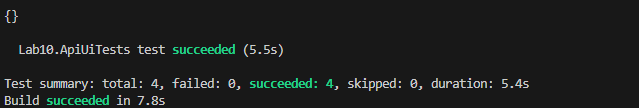 {}
Lab10.ApiUiTests test succeeded (5.5s)
Test summary: total: 4, failed: 0, succeeded: 4, skipped: 0, duration: 5.4s
Build succeeded in 7.8s